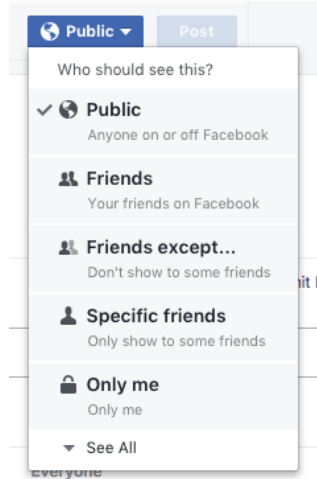 Public Post
Who should see this?
Public
Anyone on or off Facebook
Friends
Your friends on Facebook
Friends except...
Don't show to some friends
Specific friends
Only show to some friends
Only me
Only me
See All
Everyone